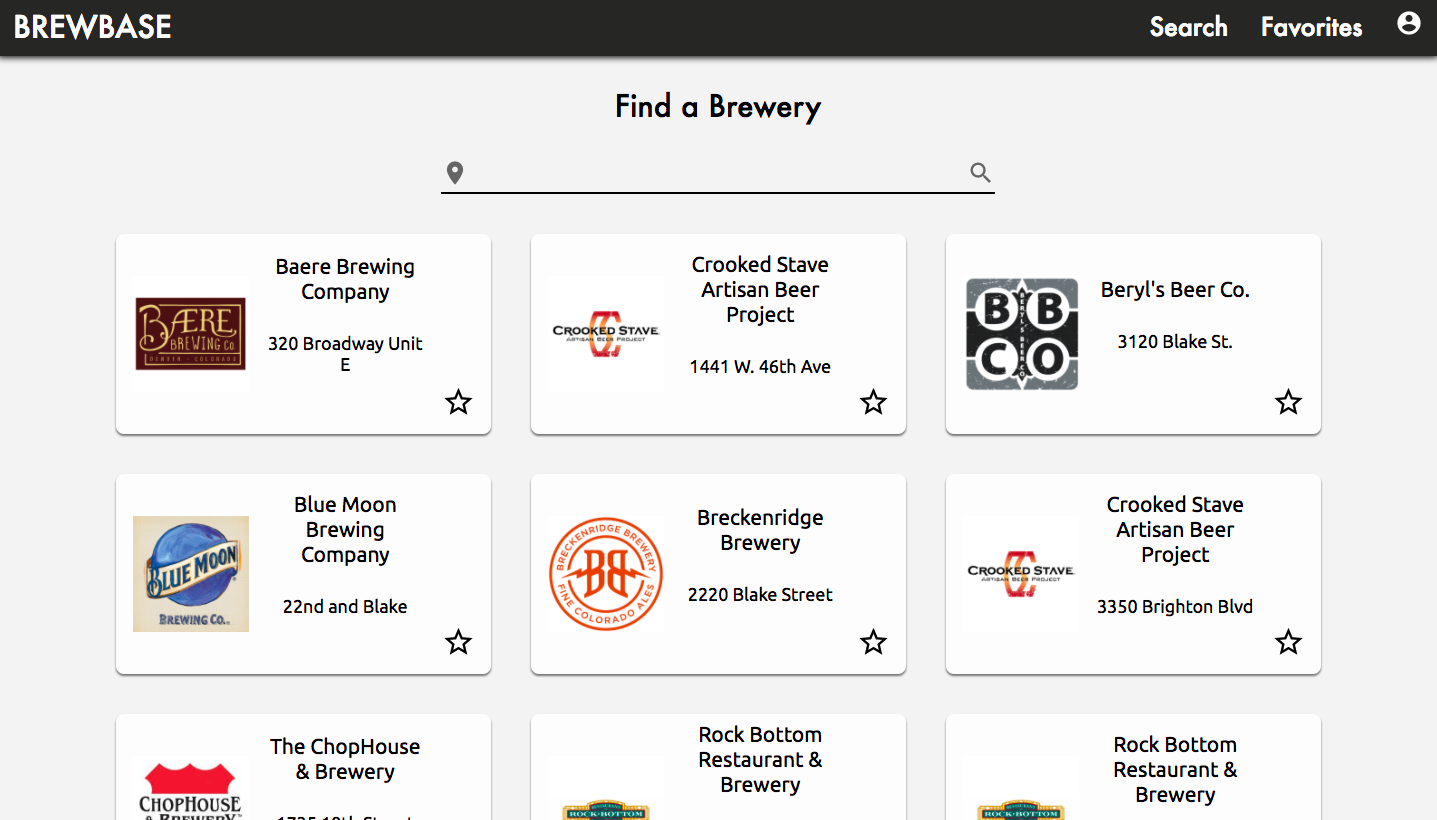 BREWBASE
Search
Favorites
Find a Brewery
BÆRE
BREWING CO.
DENVER - COLORADO
Baere Brewing
Company
320 Broadway Unit
E
CROOKED STAVE
ARTISAN BEER PROJECT
Crooked Stave
Artisan Beer
Project
1441 W. 46th Ave
B B
C O
BERYL'S
BEER CO.
Beryl's Beer Co.
3120 Blake St.
BLUE MOON
BREWING CO.
Blue Moon
Brewing
Company
22nd and Blake
BRECKENRIDGE BREWERY
BB
FINE COLORADO ALES
Breckenridge
Brewery
2220 Blake Street
CROOKED STAVE
ARTISAN BEER PROJECT
Crooked Stave
Artisan Beer
Project
3350 Brighton Blvd
CHOPHOUSE
& BREWERY
The ChopHouse
& Brewery
ROCK BOTTOM
Rock Bottom
Restaurant &
Brewery
ROCK BOTTOM
Rock Bottom
Restaurant &
Brewery